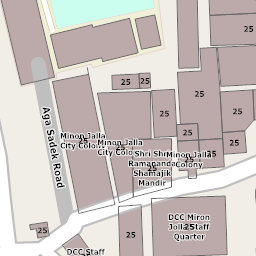 25
25
25
25
25
25
25
25
25
25
25
25
Minon Jalla
City Colony
Minon Jalla
City Colony
Shri Shri
Ramananda
Shamajik
Mandir
Minon Jalla
Colony
Aga Sadek Road
25
DCC Miron
Jolla Staff
Quarter
25
DCC Staff